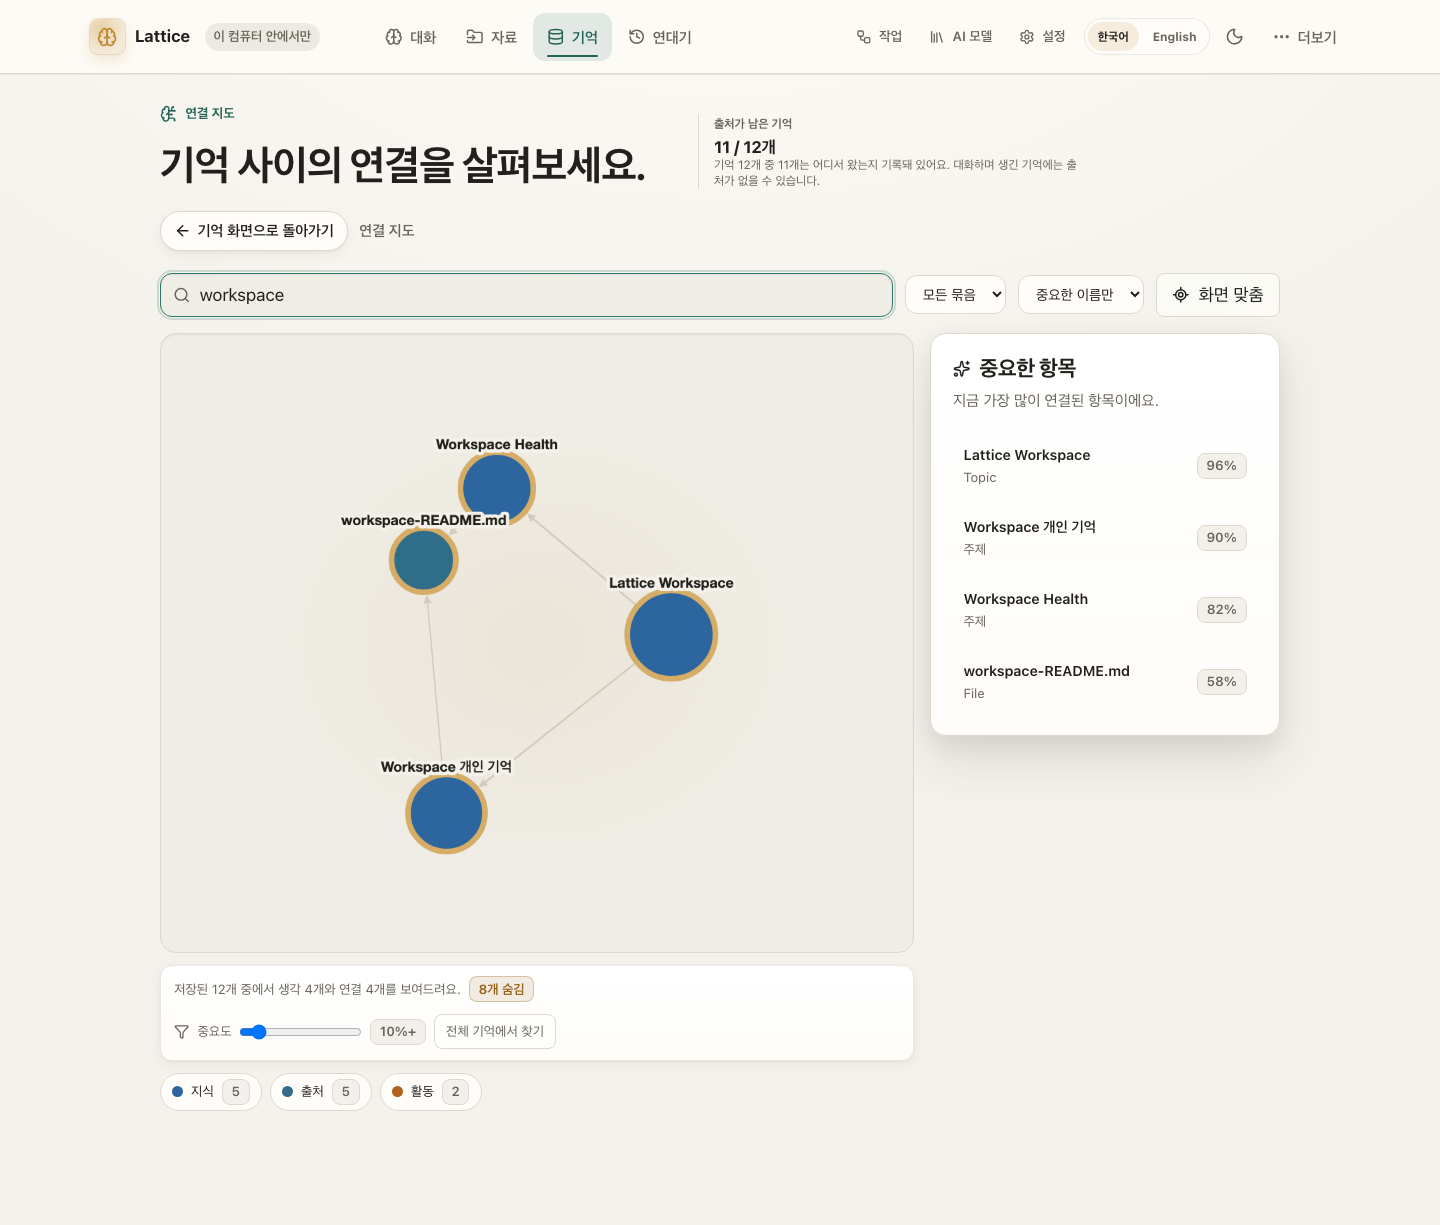 Lattice
이 컴퓨터 안에서만
대화
자료
기억
연대기
작업
AI 모델
설정
한국어
English
더보기
연결 지도
기억 사이의 연결을 살펴보세요.
출처가 남은 기억
11 / 12개
기억 12개 중 11개는 어디서 왔는지 기록돼 있어요. 대화하며 생긴 기억에는 출
처가 없을 수 있습니다.
기억 화면으로 돌아가기
연결 지도
workspace
모든 묶음
중요한 이름만
화면 맞춤
Workspace Health
workspace-README.md
Lattice Workspace
Workspace 개인 기억
중요한 항목
지금 가장 많이 연결된 항목이에요.
Lattice Workspace
Topic
96%
Workspace 개인 기억
주제
90%
Workspace Health
주제
82%
workspace-README.md
File
58%
저장된 12개 중에서 생각 4개와 연결 4개를 보여드려요.
8개 숨김
중요도
10%+
전체 기억에서 찾기
지식 5
출처 5
활동 2